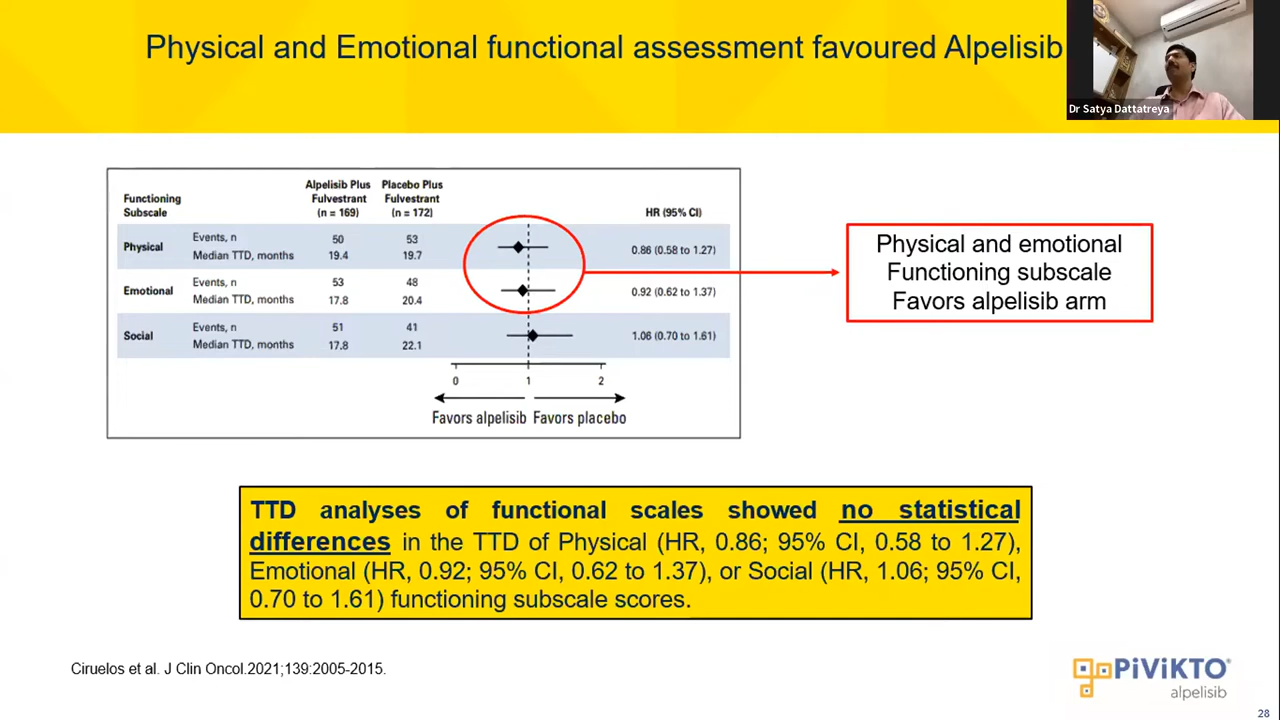 Physical and Emotional functional assessment favoured Alpelisib
Dr Satya Dattatreya
Functioning Subscale
Alpelisib Plus Fulvestrant (n = 169)
Placebo Plus Fulvestrant (n = 172)
HR (95% CI)
Physical
Events, n 50 53
Median TTD, months 19.4 19.7
0.86 (0.58 to 1.27)
Emotional
Events, n 53 48
Median TTD, months 17.8 20.4
0.92 (0.62 to 1.37)
Social
Events, n 51 41
Median TTD, months 17.8 22.1
1.06 (0.70 to 1.61)
0 1 2
Favors alpelisib Favors placebo
Physical and emotional
Functioning subscale
Favors alpelisib arm
TTD analyses of functional scales showed no statistical
differences in the TTD of Physical (HR, 0.86; 95% CI, 0.58 to 1.27),
Emotional (HR, 0.92; 95% CI, 0.62 to 1.37), or Social (HR, 1.06; 95% CI,
0.70 to 1.61) functioning subscale scores.
Ciruelos et al. J Clin Oncol.2021;139:2005-2015.
PiViKTO®
alpelisib
28